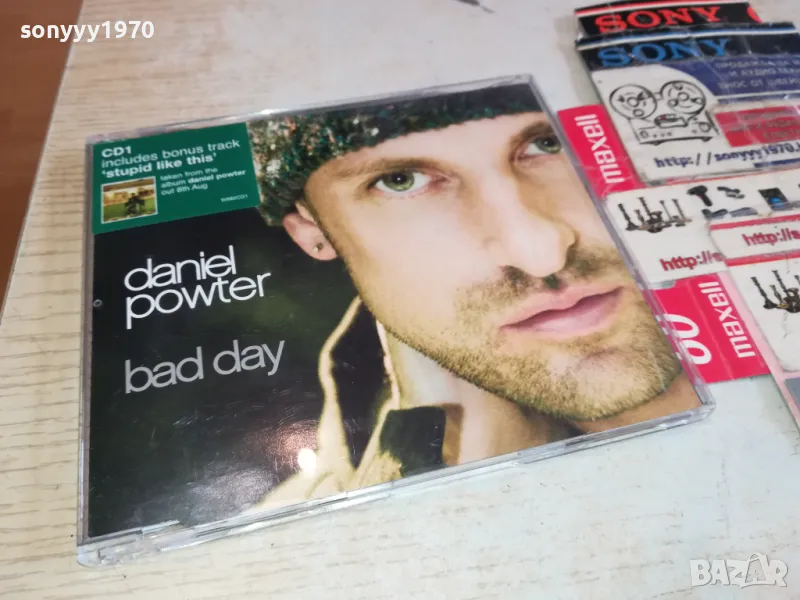 sonyyy1970
CD1
includes bonus track
'stupid like this'
taken from the
album daniel powter
out 8th Aug
daniel
powter
bad day
SONY
SONY
maxell
http://sonyyy1970.
http://s
http://s
maxell
BAZAR